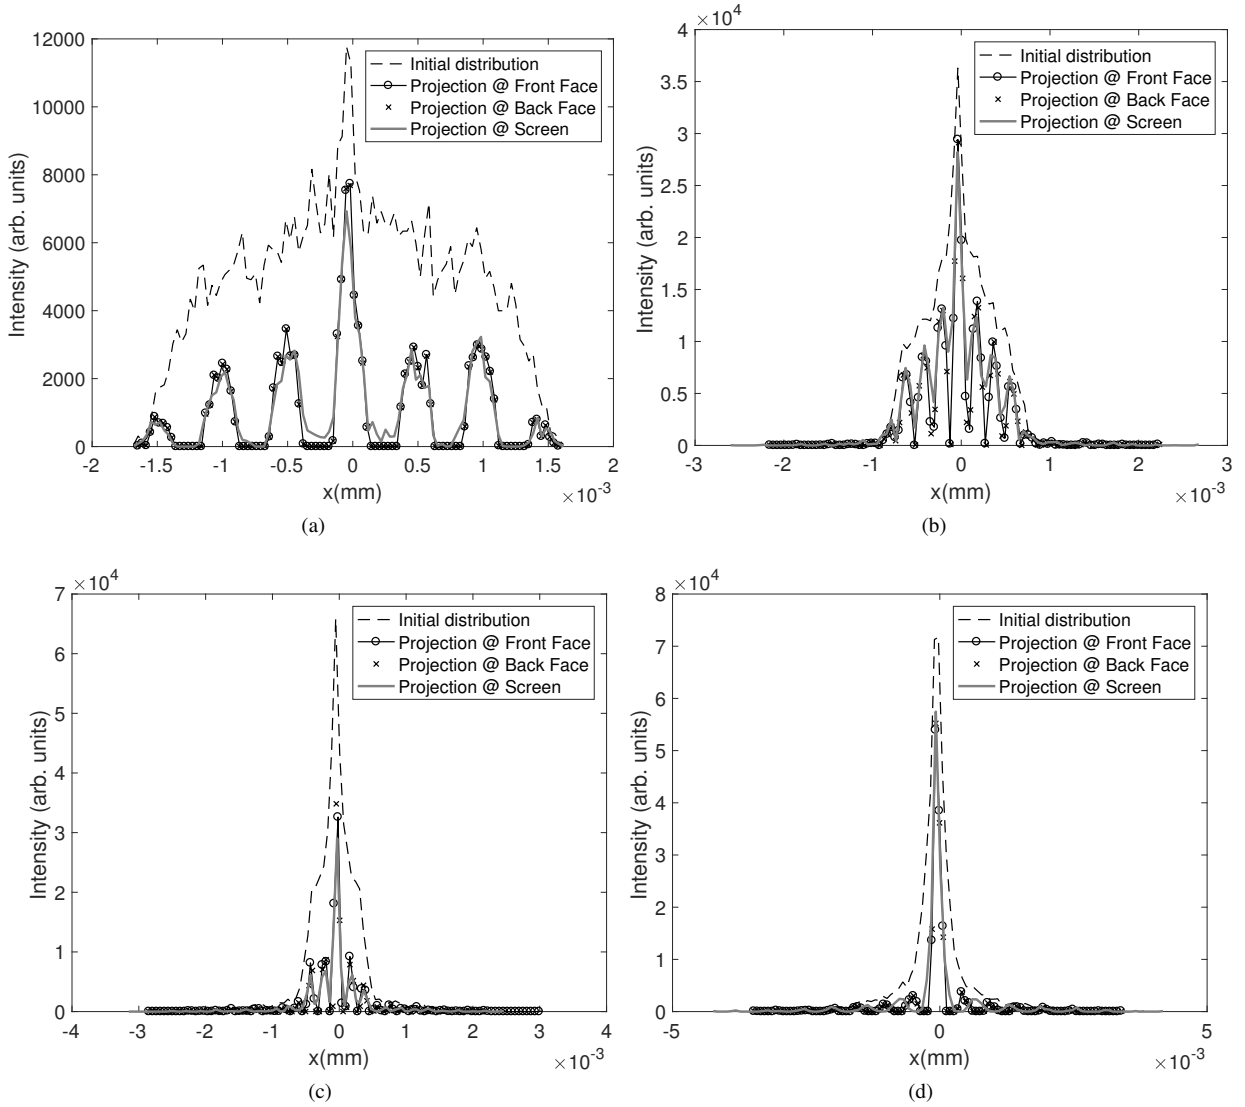 12000
10000
8000
6000
4000
2000
0
Intensity (arb. units)
-2
-1.5
-1
-0.5
0
0.5
1
1.5
2
x(mm)
×10⁻³
Initial distribution
Projection @ Front Face
Projection @ Back Face
Projection @ Screen
(a)
×10⁴
4
3.5
3
2.5
2
1.5
1
0.5
0
Intensity (arb. units)
-3
-2
-1
0
1
2
3
x(mm)
×10⁻³
Initial distribution
Projection @ Front Face
Projection @ Back Face
Projection @ Screen
(b)
×10⁴
7
6
5
4
3
2
1
0
Intensity (arb. units)
-4
-3
-2
-1
0
1
2
3
4
x(mm)
×10⁻³
Initial distribution
Projection @ Front Face
Projection @ Back Face
Projection @ Screen
(c)
×10⁴
8
7
6
5
4
3
2
1
0
Intensity (arb. units)
-5
0
5
x(mm)
×10⁻³
Initial distribution
Projection @ Front Face
Projection @ Back Face
Projection @ Screen
(d)